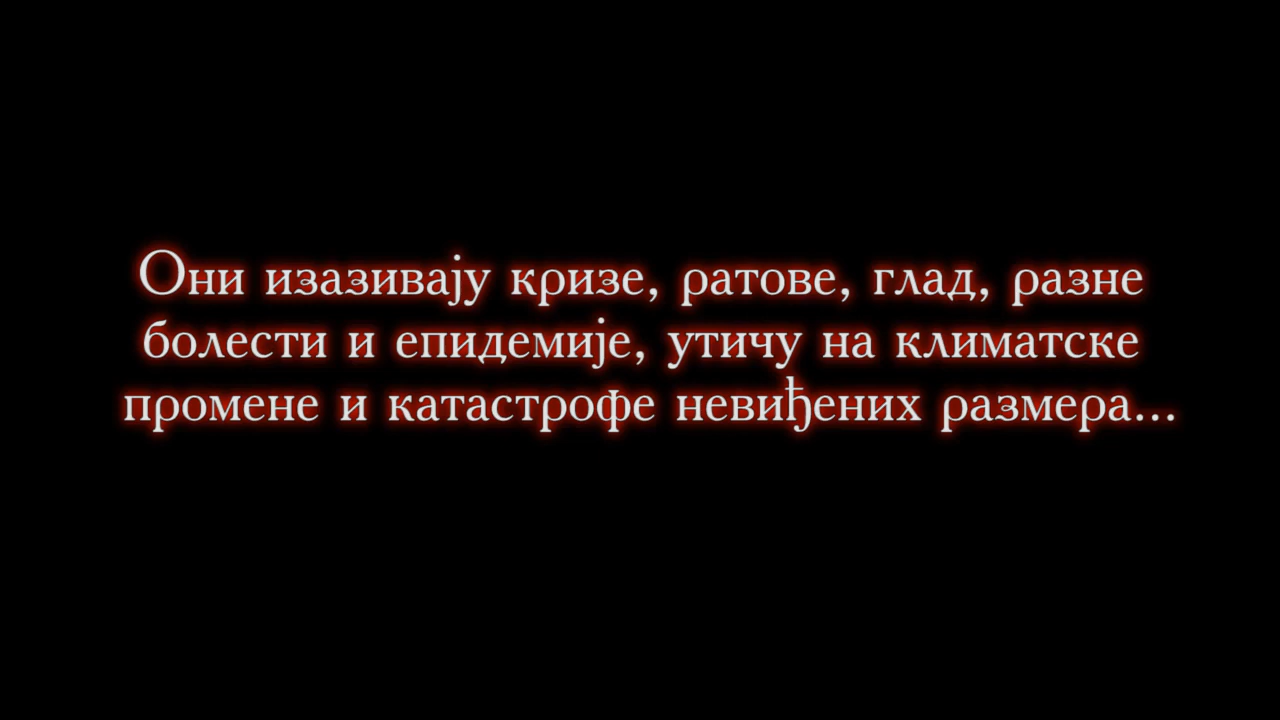 Они изазивају кризе, ратове, глад, разне
болести и епидемије, утичу на климатске
промене и катастрофе невиђених размера...